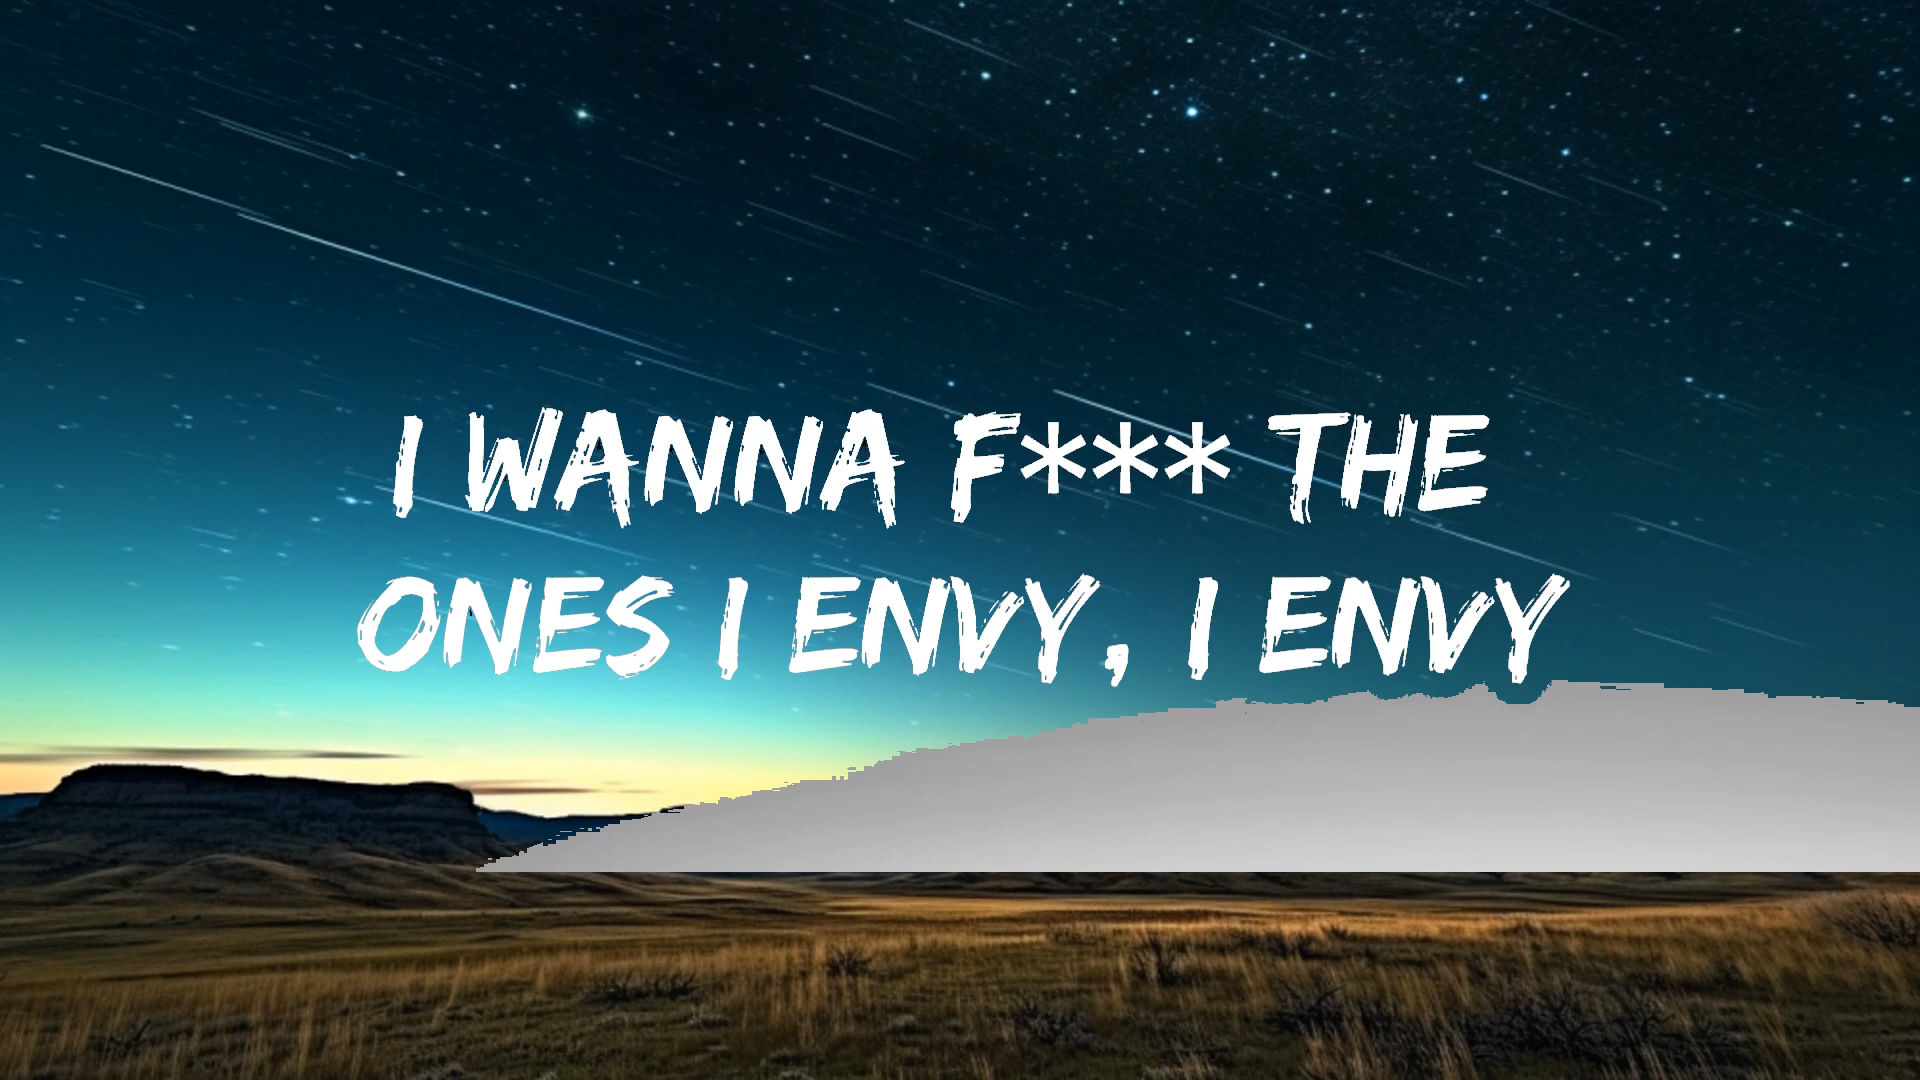 I WANNA F*** THE
ONES I ENVY, I ENVY